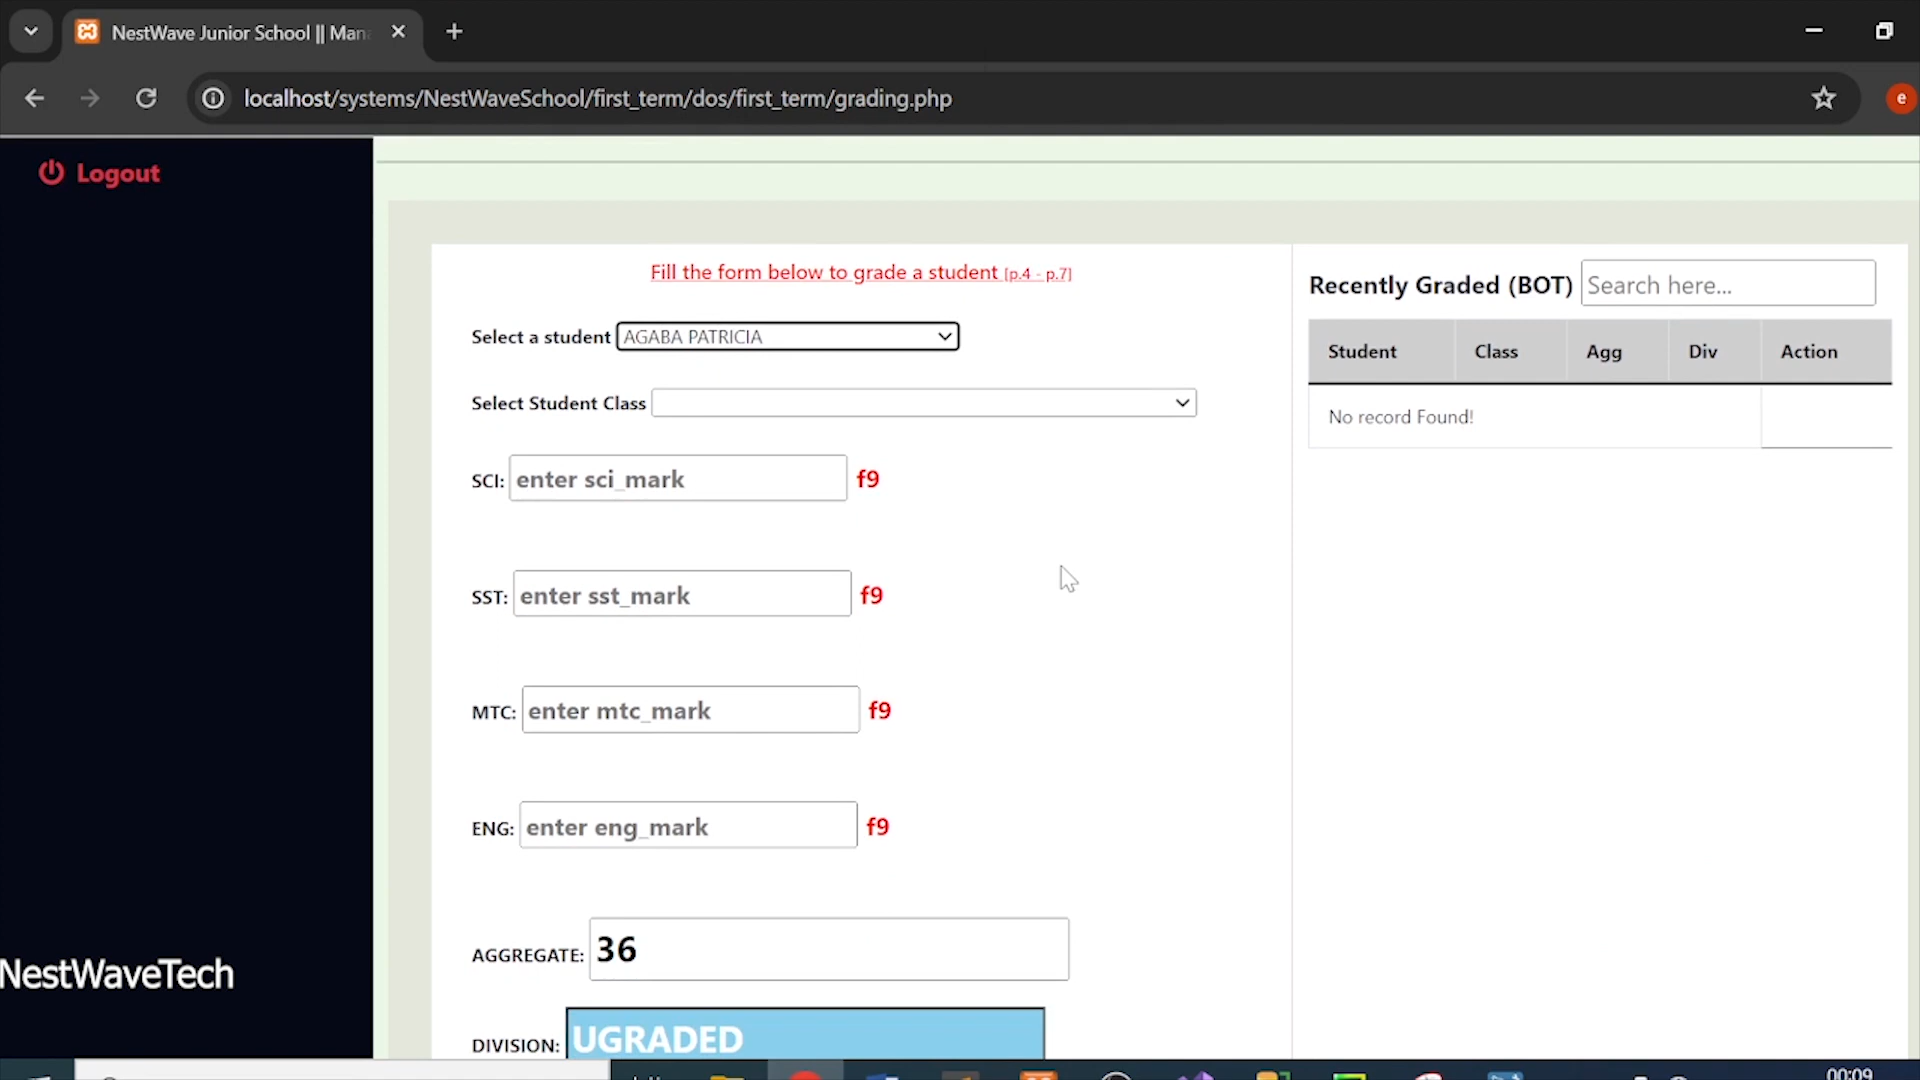 NestWave Junior School || Mana
localhost/systems/NestWaveSchool/first_term/dos/first_term/grading.php
e
Logout
Fill the form below to grade a student [p.4 - p.7]
Select a student AGABA PATRICIA
Select Student Class
SCI: enter sci_mark f9
SST: enter sst_mark f9
MTC: enter mtc_mark f9
ENG: enter eng_mark f9
AGGREGATE: 36
DIVISION: UGRADED
Recently Graded (BOT) Search here...
Student Class Agg Div Action
No record Found!
NestWaveTech
00:09